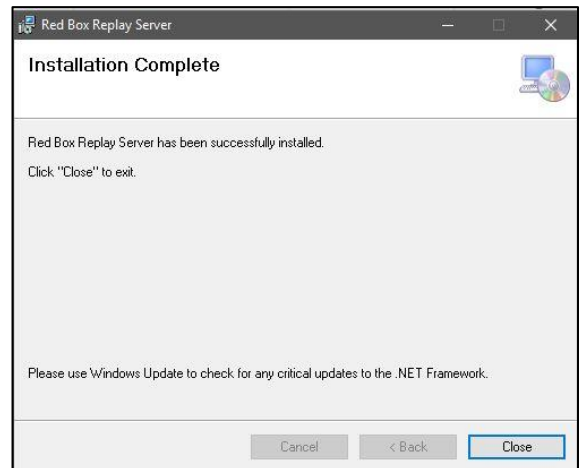 Red Box Replay Server
Installation Complete
Red Box Replay Server has been successfully installed.
Click "Close" to exit.
Please use Windows Update to check for any critical updates to the .NET Framework.
Cancel
< Back
Close